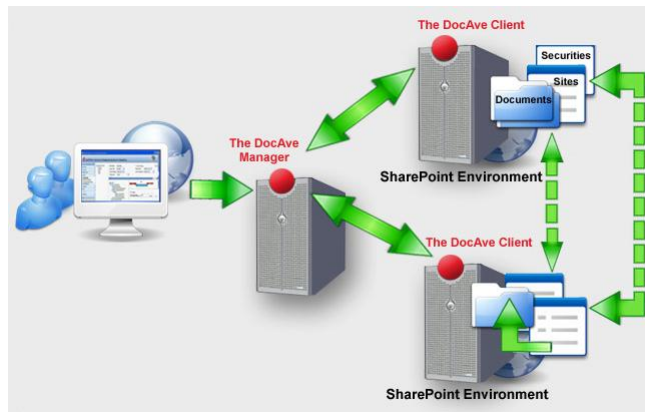 The DocAve Client
Securities
Sites
Documents
The DocAve
Manager
SharePoint Environment
The DocAve Client
SharePoint Environment